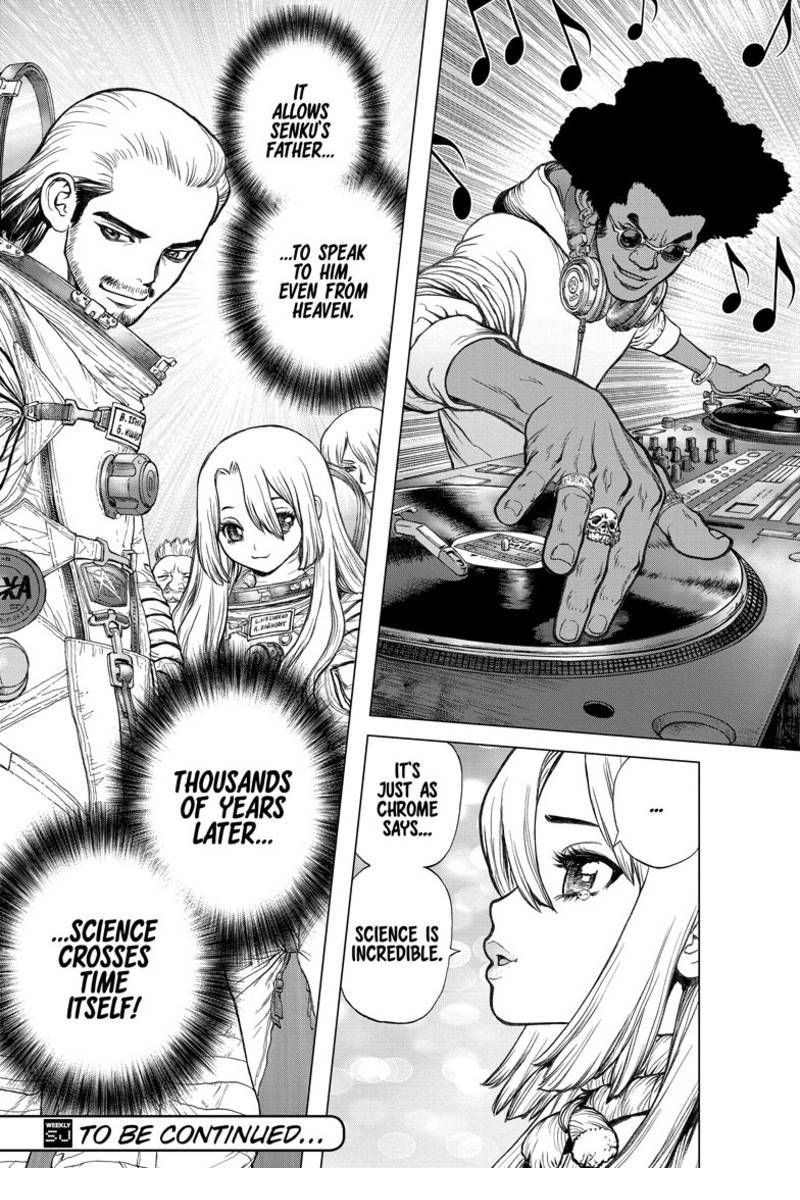 ...
IT'S
JUST AS
CHROME
SAYS...
SCIENCE IS
INCREDIBLE.
IT
ALLOWS
SENKU'S
FATHER...
...TO SPEAK
TO HIM,
EVEN FROM
HEAVEN.
B. ISHI
THOUSANDS
OF YEARS
LATER...
...SCIENCE
CROSSES
TIME
ITSELF!
WEEKLY
SJ
TO BE CONTINUED...